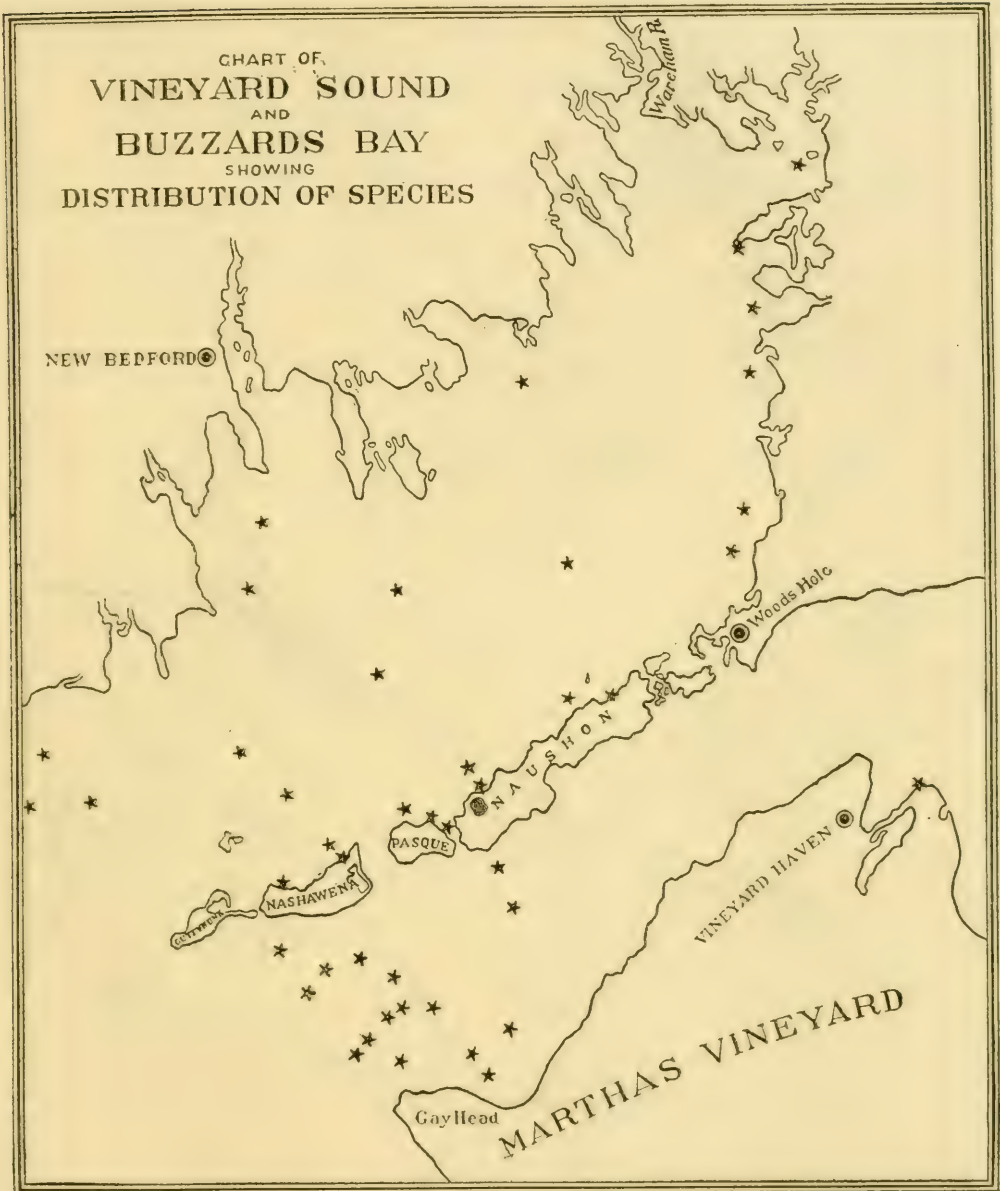 CHART OF
VINEYARD SOUND
AND
BUZZARDS BAY
SHOWING
DISTRIBUTION OF SPECIES
Wareham R.
NEW BEDFORD
Woods Hole
NAUSHON
PASQUE
NASHAWENA
CUTTYHUNK
VINEYARD HAVEN
MARTHAS VINEYARD
Gay Head